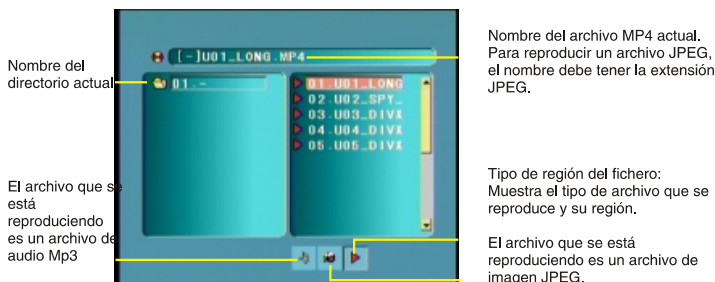 Nombre del
directorio actual
El archivo que se
está
reproduciendo
es un archivo de
audio Mp3
[-]U01_LONG.MP4
01.-
01.U01_LONG
02.U02_SPY_
03.U03_DIVX
04.U04_DIVX
05.U05_DIVX
Nombre del archivo MP4 actual.
Para reproducir un archivo JPEG,
el nombre debe tener la extensión
JPEG.
Tipo de región del fichero:
Muestra el tipo de archivo que se
reproduce y su región.
El archivo que se está
reproduciendo es un archivo de
imagen JPEG.